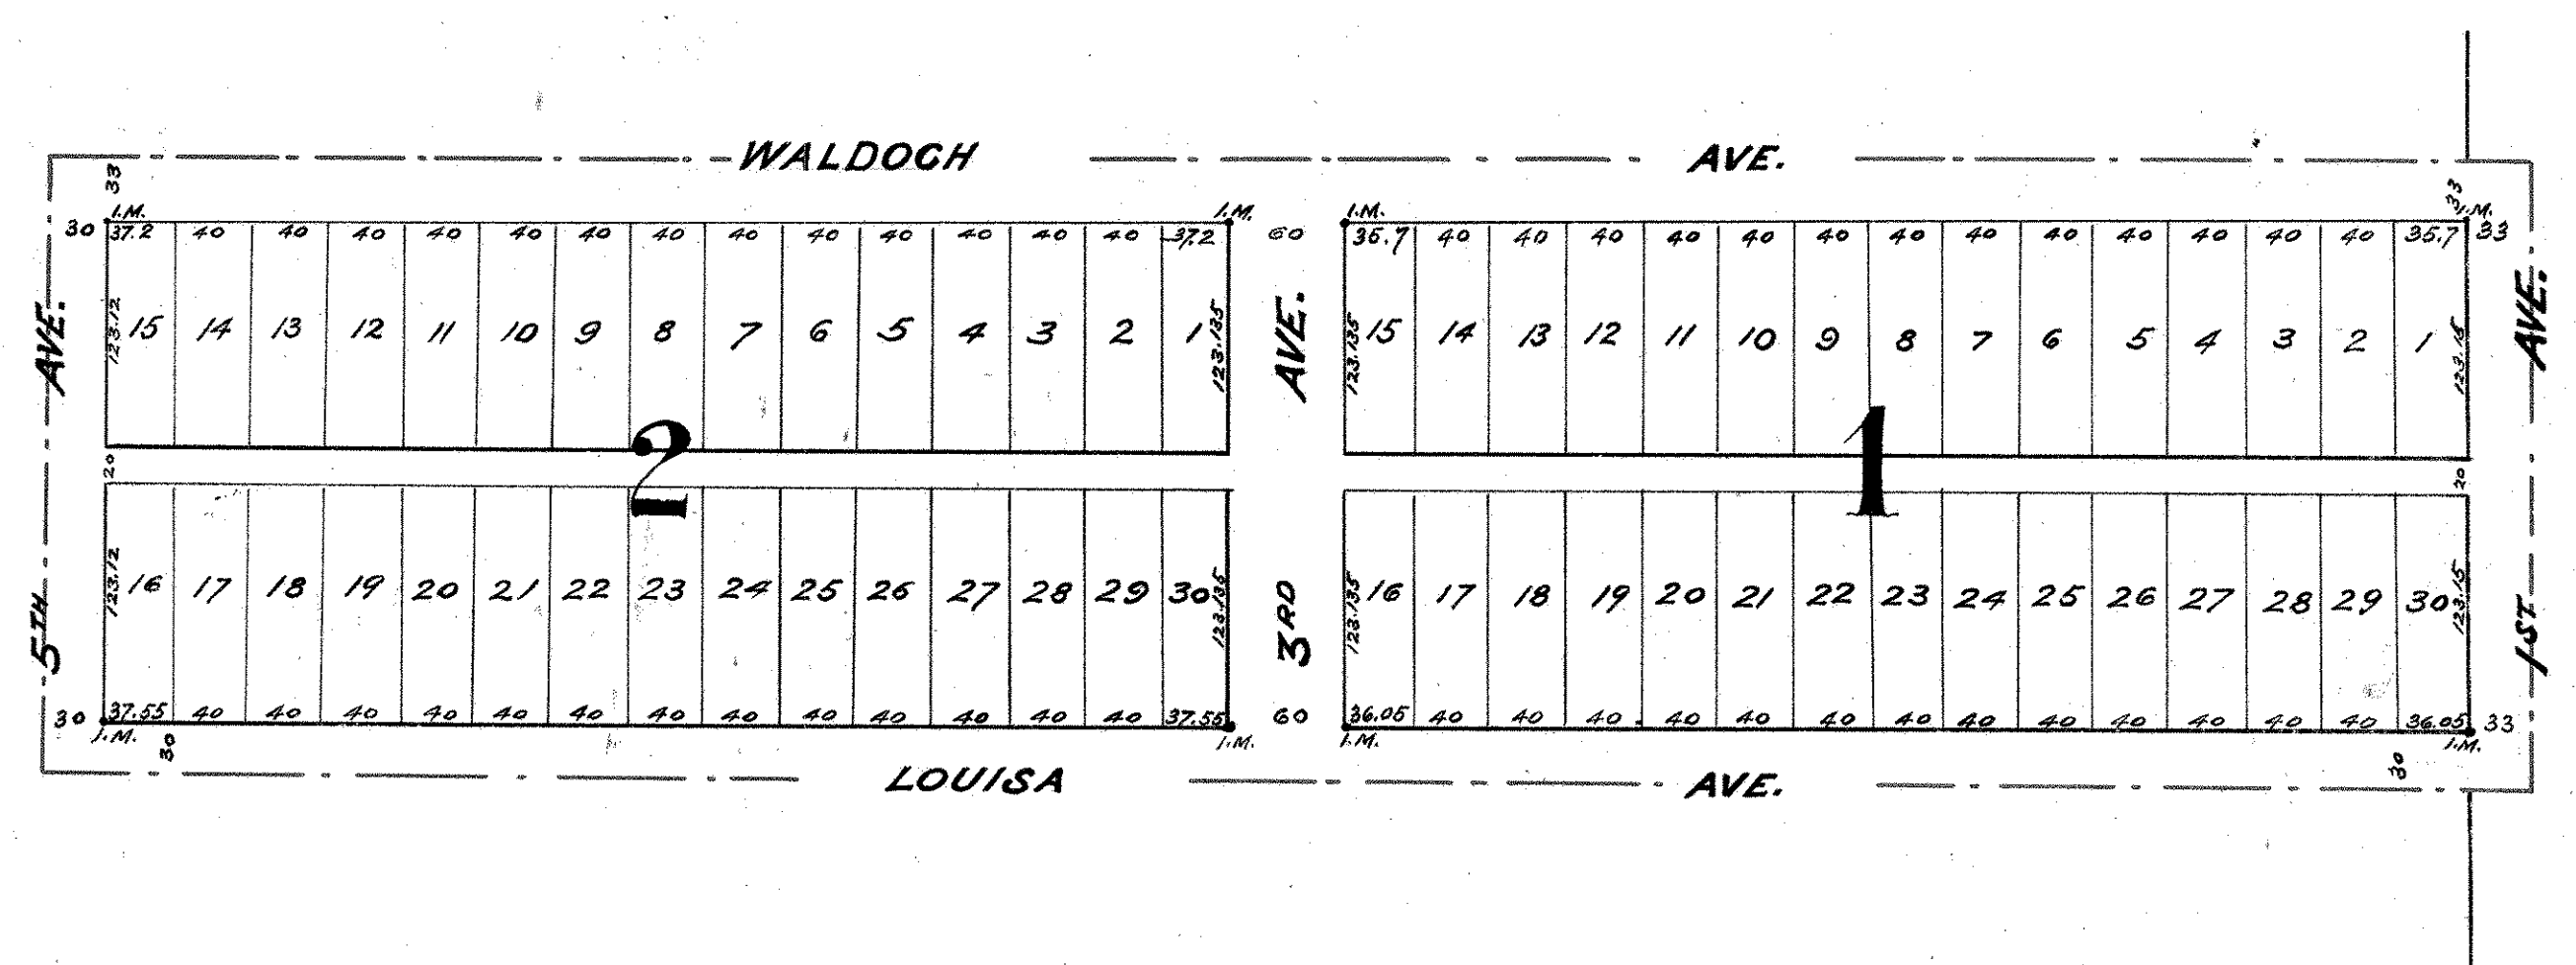 WALDOCH AVE.
33 33
I.M. I.M. I.M. I.M.
30 37.2 40 40 40 40 40 40 40 40 40 40 40 40 40 37.2 60 35.7 40 40 40 40 40 40 40 40 40 40 40 40 40 35.7 33
123.12 15 14 13 12 11 10 9 8 7 6 5 4 3 2 1 123.135 123.135 15 14 13 12 11 10 9 8 7 6 5 4 3 2 1 123.15
5TH AVE.
3RD AVE.
1ST AVE.
20 2 1 20
123.12 16 17 18 19 20 21 22 23 24 25 26 27 28 29 30 123.135 123.135 16 17 18 19 20 21 22 23 24 25 26 27 28 29 30 123.15
30 37.55 40 40 40 40 40 40 40 40 40 40 40 40 40 37.55 60 36.05 40 40 40 40 40 40 40 40 40 40 40 40 40 36.05 33
I.M. I.M. I.M. I.M.
30 30
LOUISA AVE.